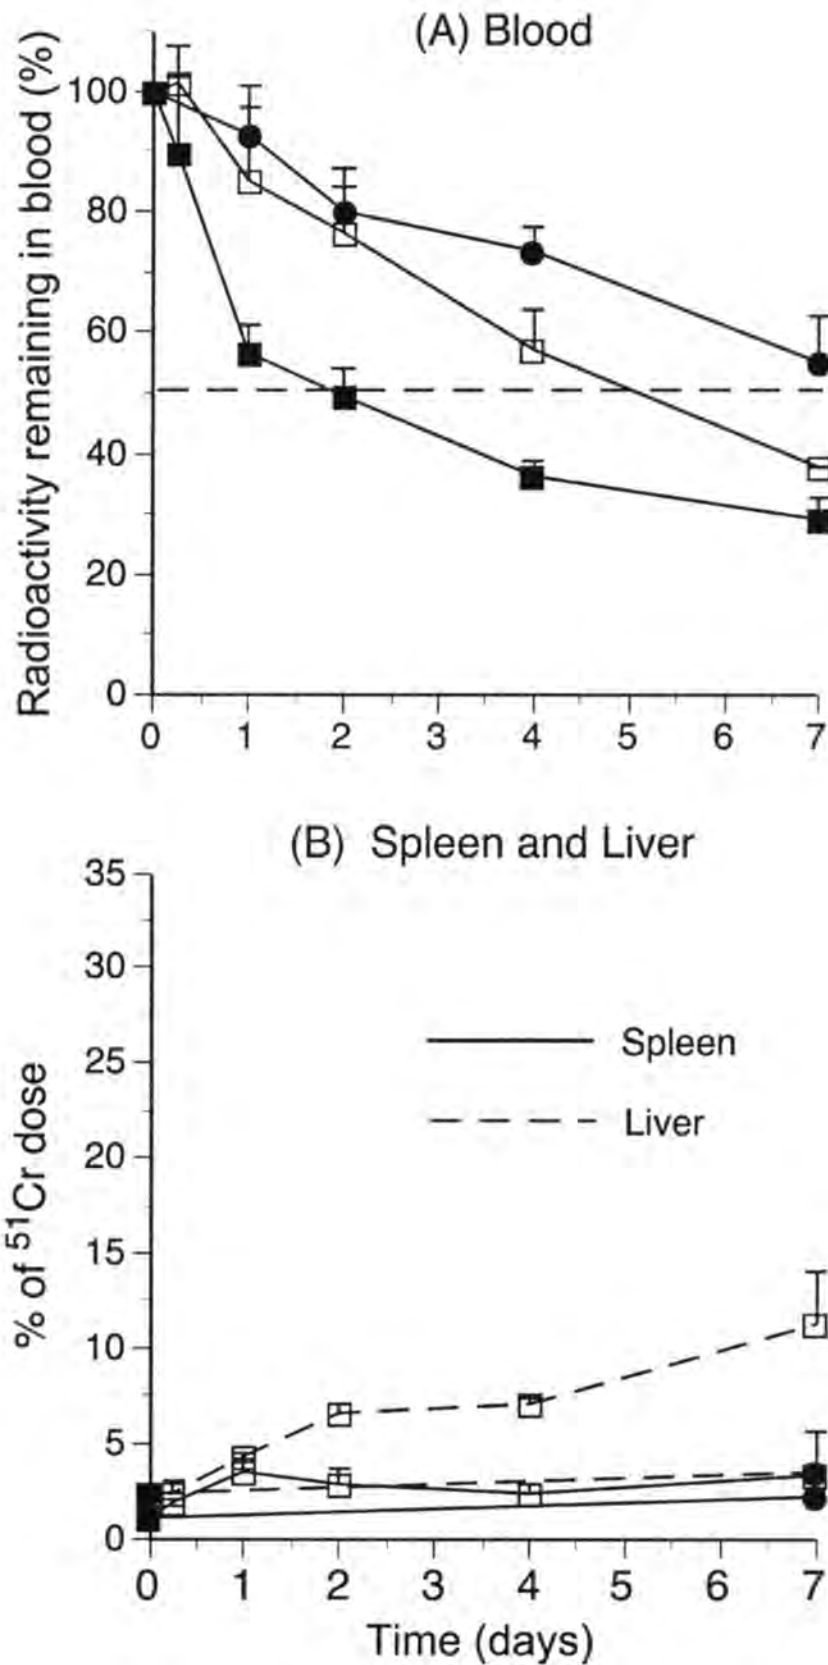 (A) Blood
Radioactivity remaining in blood (%)
100
80
60
40
20
0
0 1 2 3 4 5 6 7
(B) Spleen and Liver
% of ⁵¹Cr dose
35
30
25
20
15
10
5
0
Spleen
Liver
0 1 2 3 4 5 6 7
Time (days)